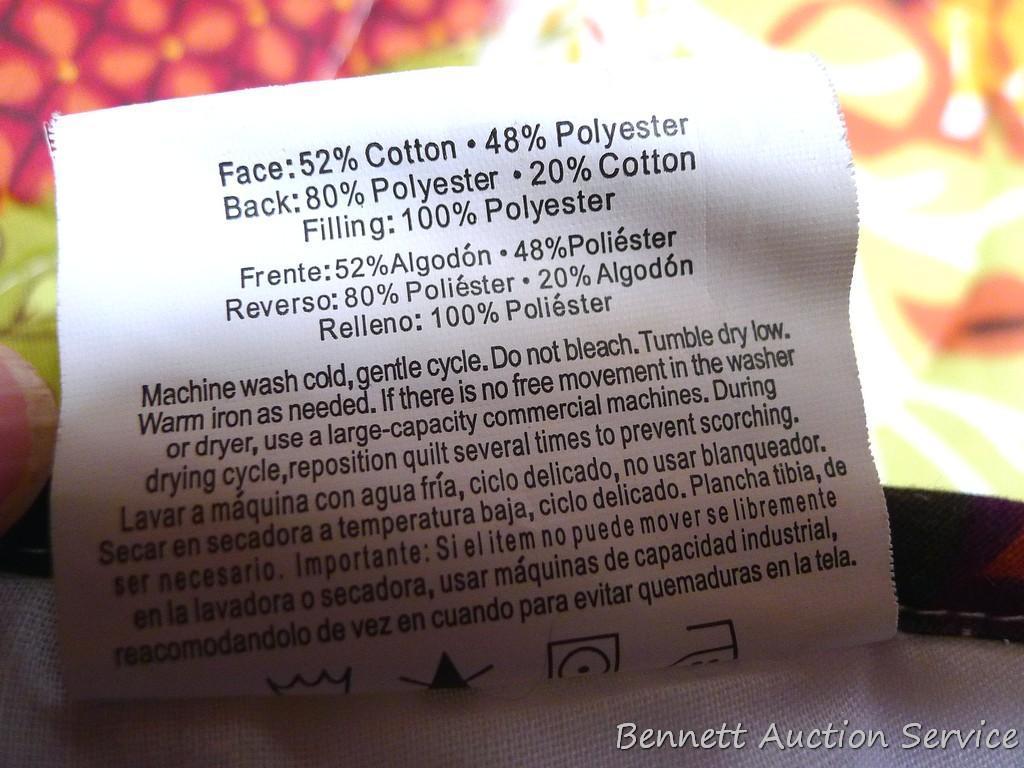 Face: 52% Cotton • 48% Polyester
Back: 80% Polyester • 20% Cotton
Filling: 100% Polyester
Frente: 52%Algodón • 48%Poliéster
Reverso: 80% Poliéster • 20% Algodón
Relleno: 100% Poliéster
Machine wash cold, gentle cycle. Do not bleach. Tumble dry low.
Warm iron as needed. If there is no free movement in the washer
or dryer, use a large-capacity commercial machines. During
drying cycle,reposition quilt several times to prevent scorching.
Lavar a máquina con agua fría, ciclo delicado, no usar blanqueador.
Secar en secadora a temperatura baja, ciclo delicado. Plancha tibia, de
ser necesario. Importante: Si el item no puede mover se libremente
en la lavadora o secadora, usar máquinas de capacidad industrial,
reacomodandolo de vez en cuando para evitar quemaduras en la tela.
Bennett Auction Service